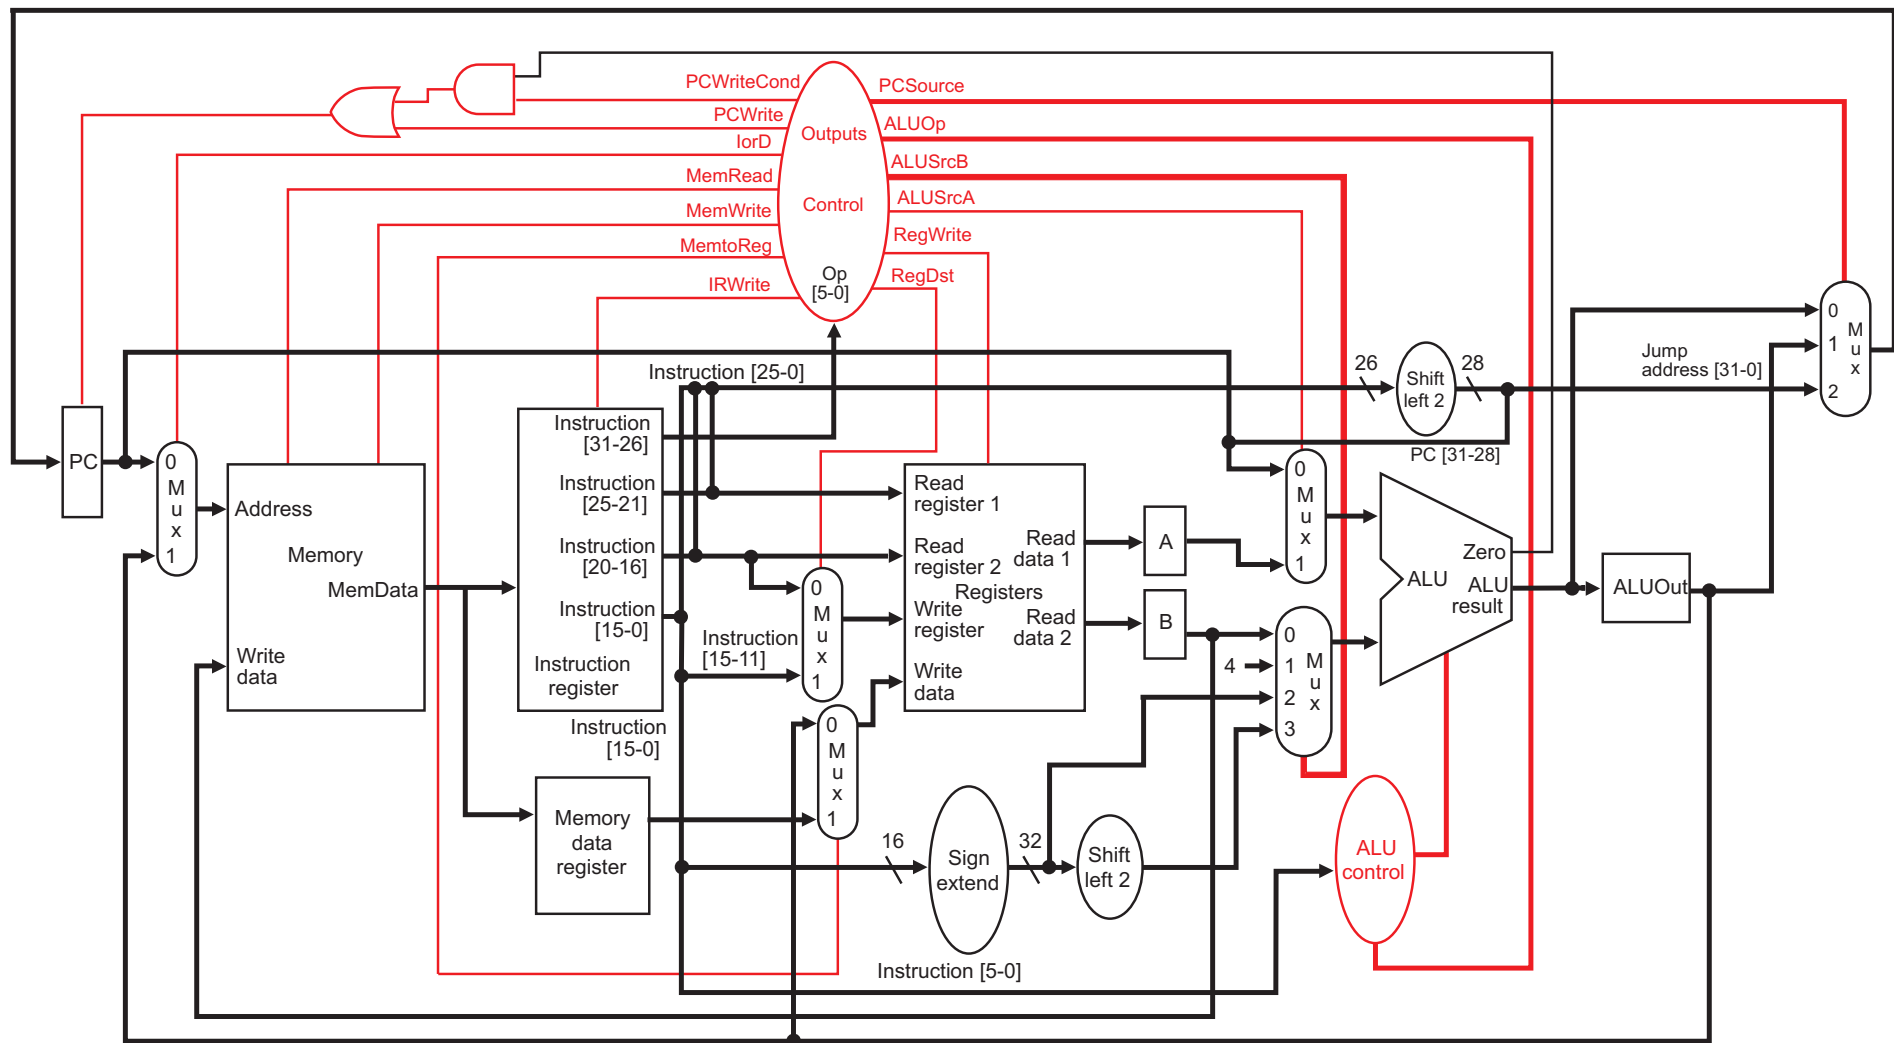 PCWriteCond
PCWrite
IorD
MemRead
MemWrite
MemtoReg
IRWrite
Outputs
Control
Op
[5-0]
PCSource
ALUOp
ALUSrcB
ALUSrcA
RegWrite
RegDst
Instruction [25-0]
26
Shift
left 2
28
Jump
address [31-0]
PC [31-28]
0
1
2
M
u
x
PC
0
M
u
x
1
Address
Memory
MemData
Write
data
Instruction
[31-26]
Instruction
[25-21]
Instruction
[20-16]
Instruction
[15-0]
Instruction
register
Instruction
[15-0]
Instruction
[15-11]
0
M
u
x
1
0
M
u
x
1
Memory
data
register
Read
register 1
Read
register 2
Registers
Write
register
Write
data
Read
data 1
Read
data 2
A
B
4
0
M
u
x
1
0
1
2
3
M
u
x
Zero
ALU
ALU
result
ALUOut
16
Sign
extend
32
Shift
left 2
ALU
control
Instruction [5-0]